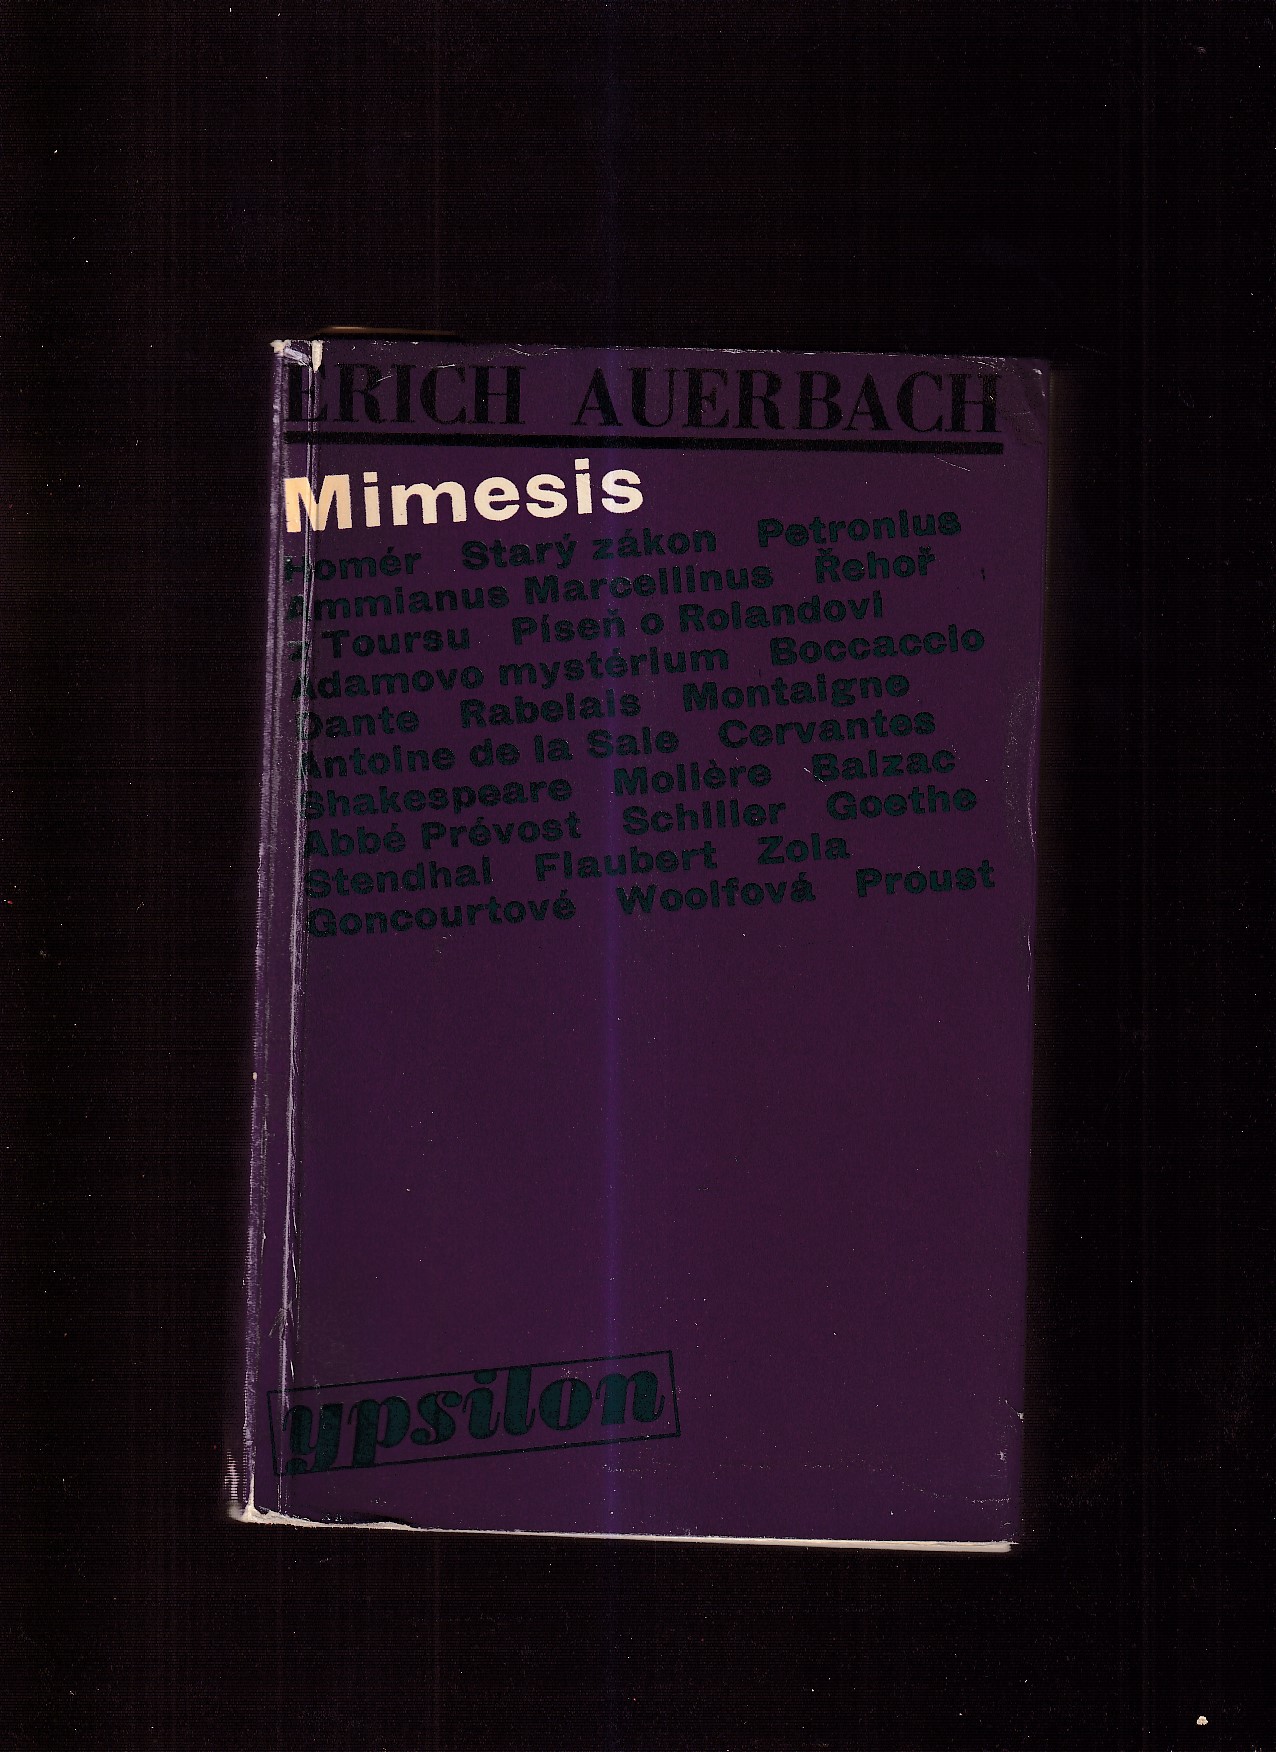 ERICH AUERBACH
Mimesis
Homér Starý zákon Petronius
Ammianus Marcellinus Řehoř
z Toursu Píseň o Rolandovi
Adamovo mystérium Boccaccio
Dante Rabelais Montaigne
Antoine de la Sale Cervantes
Shakespeare Molière Balzac
Abbé Prévost Schiller Goethe
Stendhal Flaubert Zola
Goncourtové Woolfová Proust
ypsilon